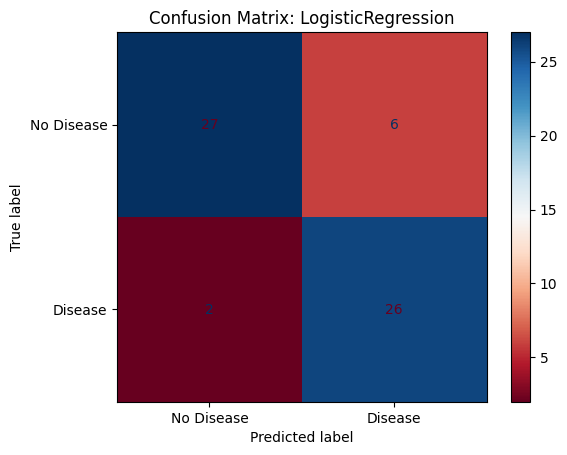 Confusion Matrix: LogisticRegression
True label
No Disease
27
6
Disease
2
26
No Disease
Disease
Predicted label
25
20
15
10
5